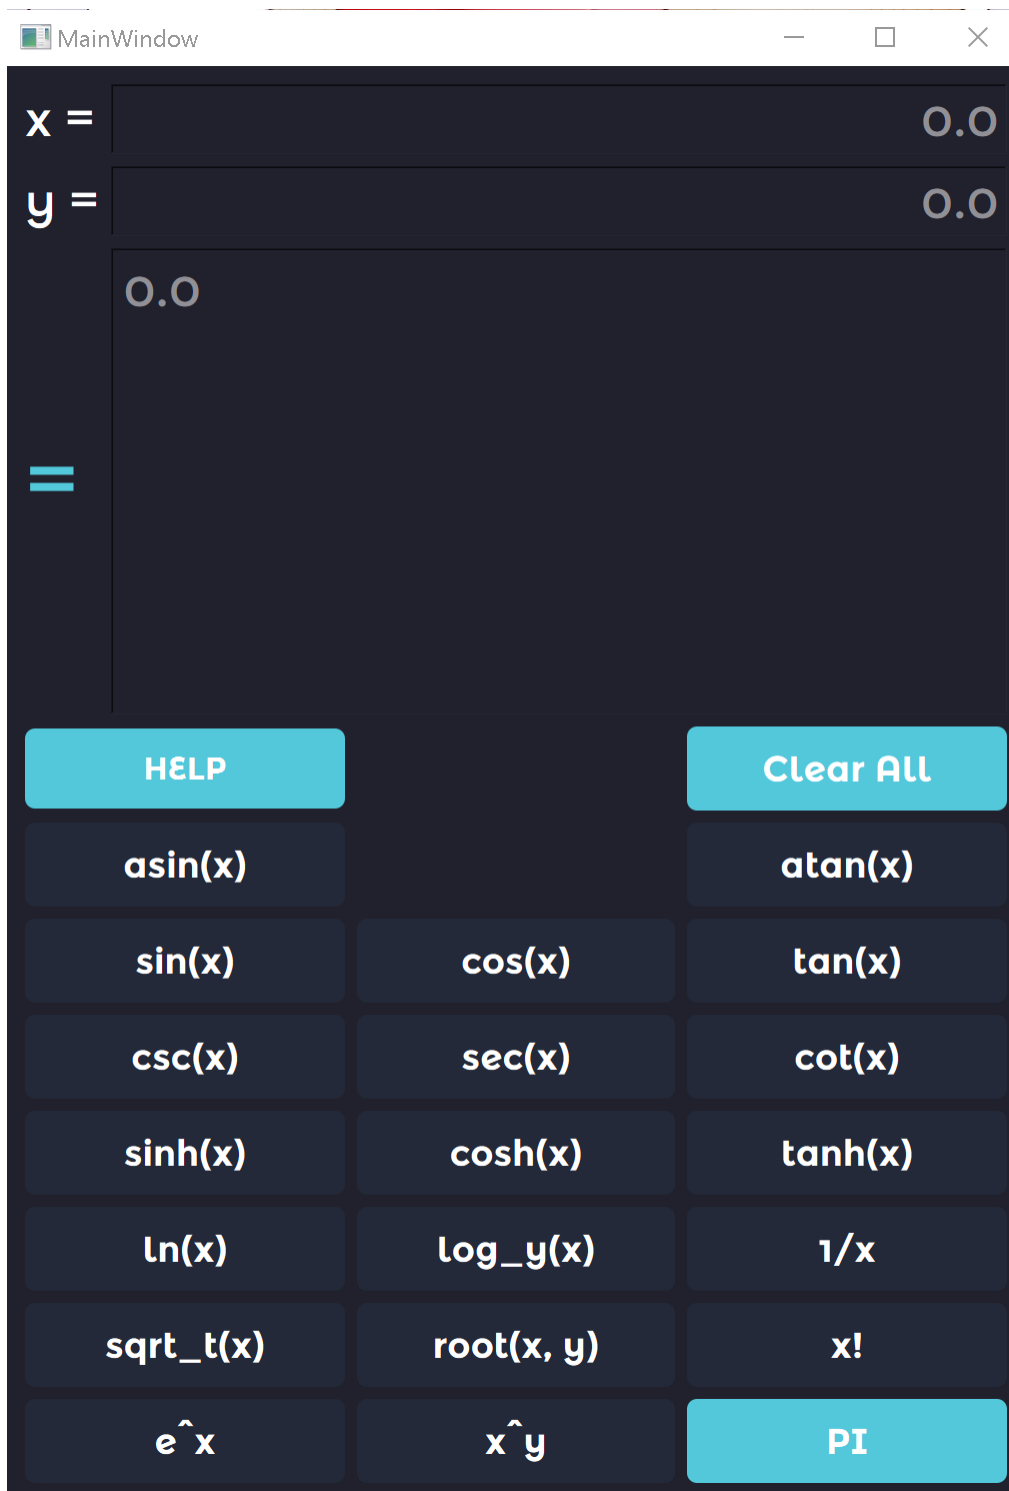 MainWindow
x = 0.0
y = 0.0
= 0.0
HELP Clear All
asin(x) atan(x)
sin(x) cos(x) tan(x)
csc(x) sec(x) cot(x)
sinh(x) cosh(x) tanh(x)
ln(x) log_y(x) 1/x
sqrt_t(x) root(x, y) x!
e^x x^y PI